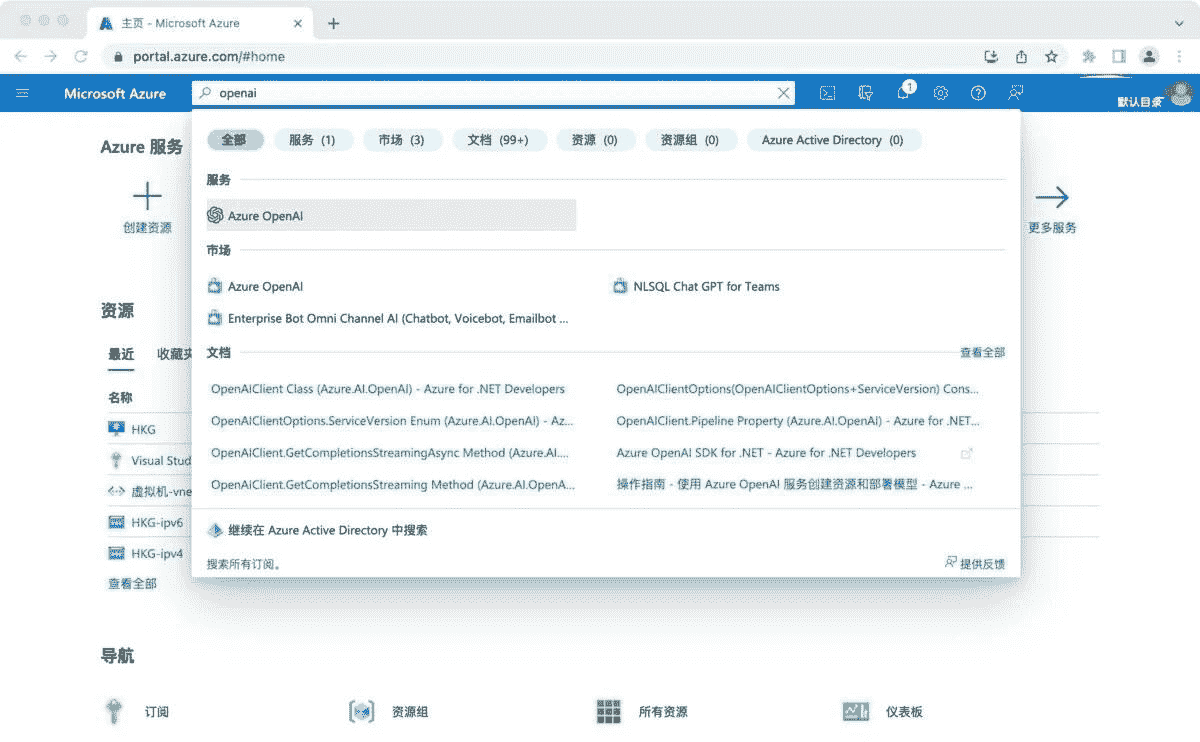 主页 - Microsoft Azure
portal.azure.com/#home
Microsoft Azure
openai
1
默认目录
Azure 服务
全部
服务 (1)
市场 (3)
文档 (99+)
资源 (0)
资源组 (0)
Azure Active Directory (0)
服务
Azure OpenAI
创建资源
更多服务
市场
Azure OpenAI
NLSQL Chat GPT for Teams
Enterprise Bot Omni Channel AI (Chatbot, Voicebot, Emailbot ...
资源
最近
收藏夹
文档
查看全部
OpenAIClient Class (Azure.AI.OpenAI) - Azure for .NET Developers
OpenAIClientOptions(OpenAIClientOptions+ServiceVersion) Cons...
名称
OpenAIClientOptions.ServiceVersion Enum (Azure.AI.OpenAI) - Az...
OpenAIClient.Pipeline Property (Azure.AI.OpenAI) - Azure for .NET...
HKG
OpenAIClient.GetCompletionsStreamingAsync Method (Azure.AI....
Azure OpenAI SDK for .NET - Azure for .NET Developers
Visual Stud
OpenAIClient.GetCompletionsStreaming Method (Azure.AI.OpenA...
操作指南 - 使用 Azure OpenAI 服务创建资源和部署模型 - Azure ...
虚拟机-vne
HKG-ipv6
继续在 Azure Active Directory 中搜索
HKG-ipv4
搜索所有订阅。
提供反馈
查看全部
导航
订阅
资源组
所有资源
仪表板